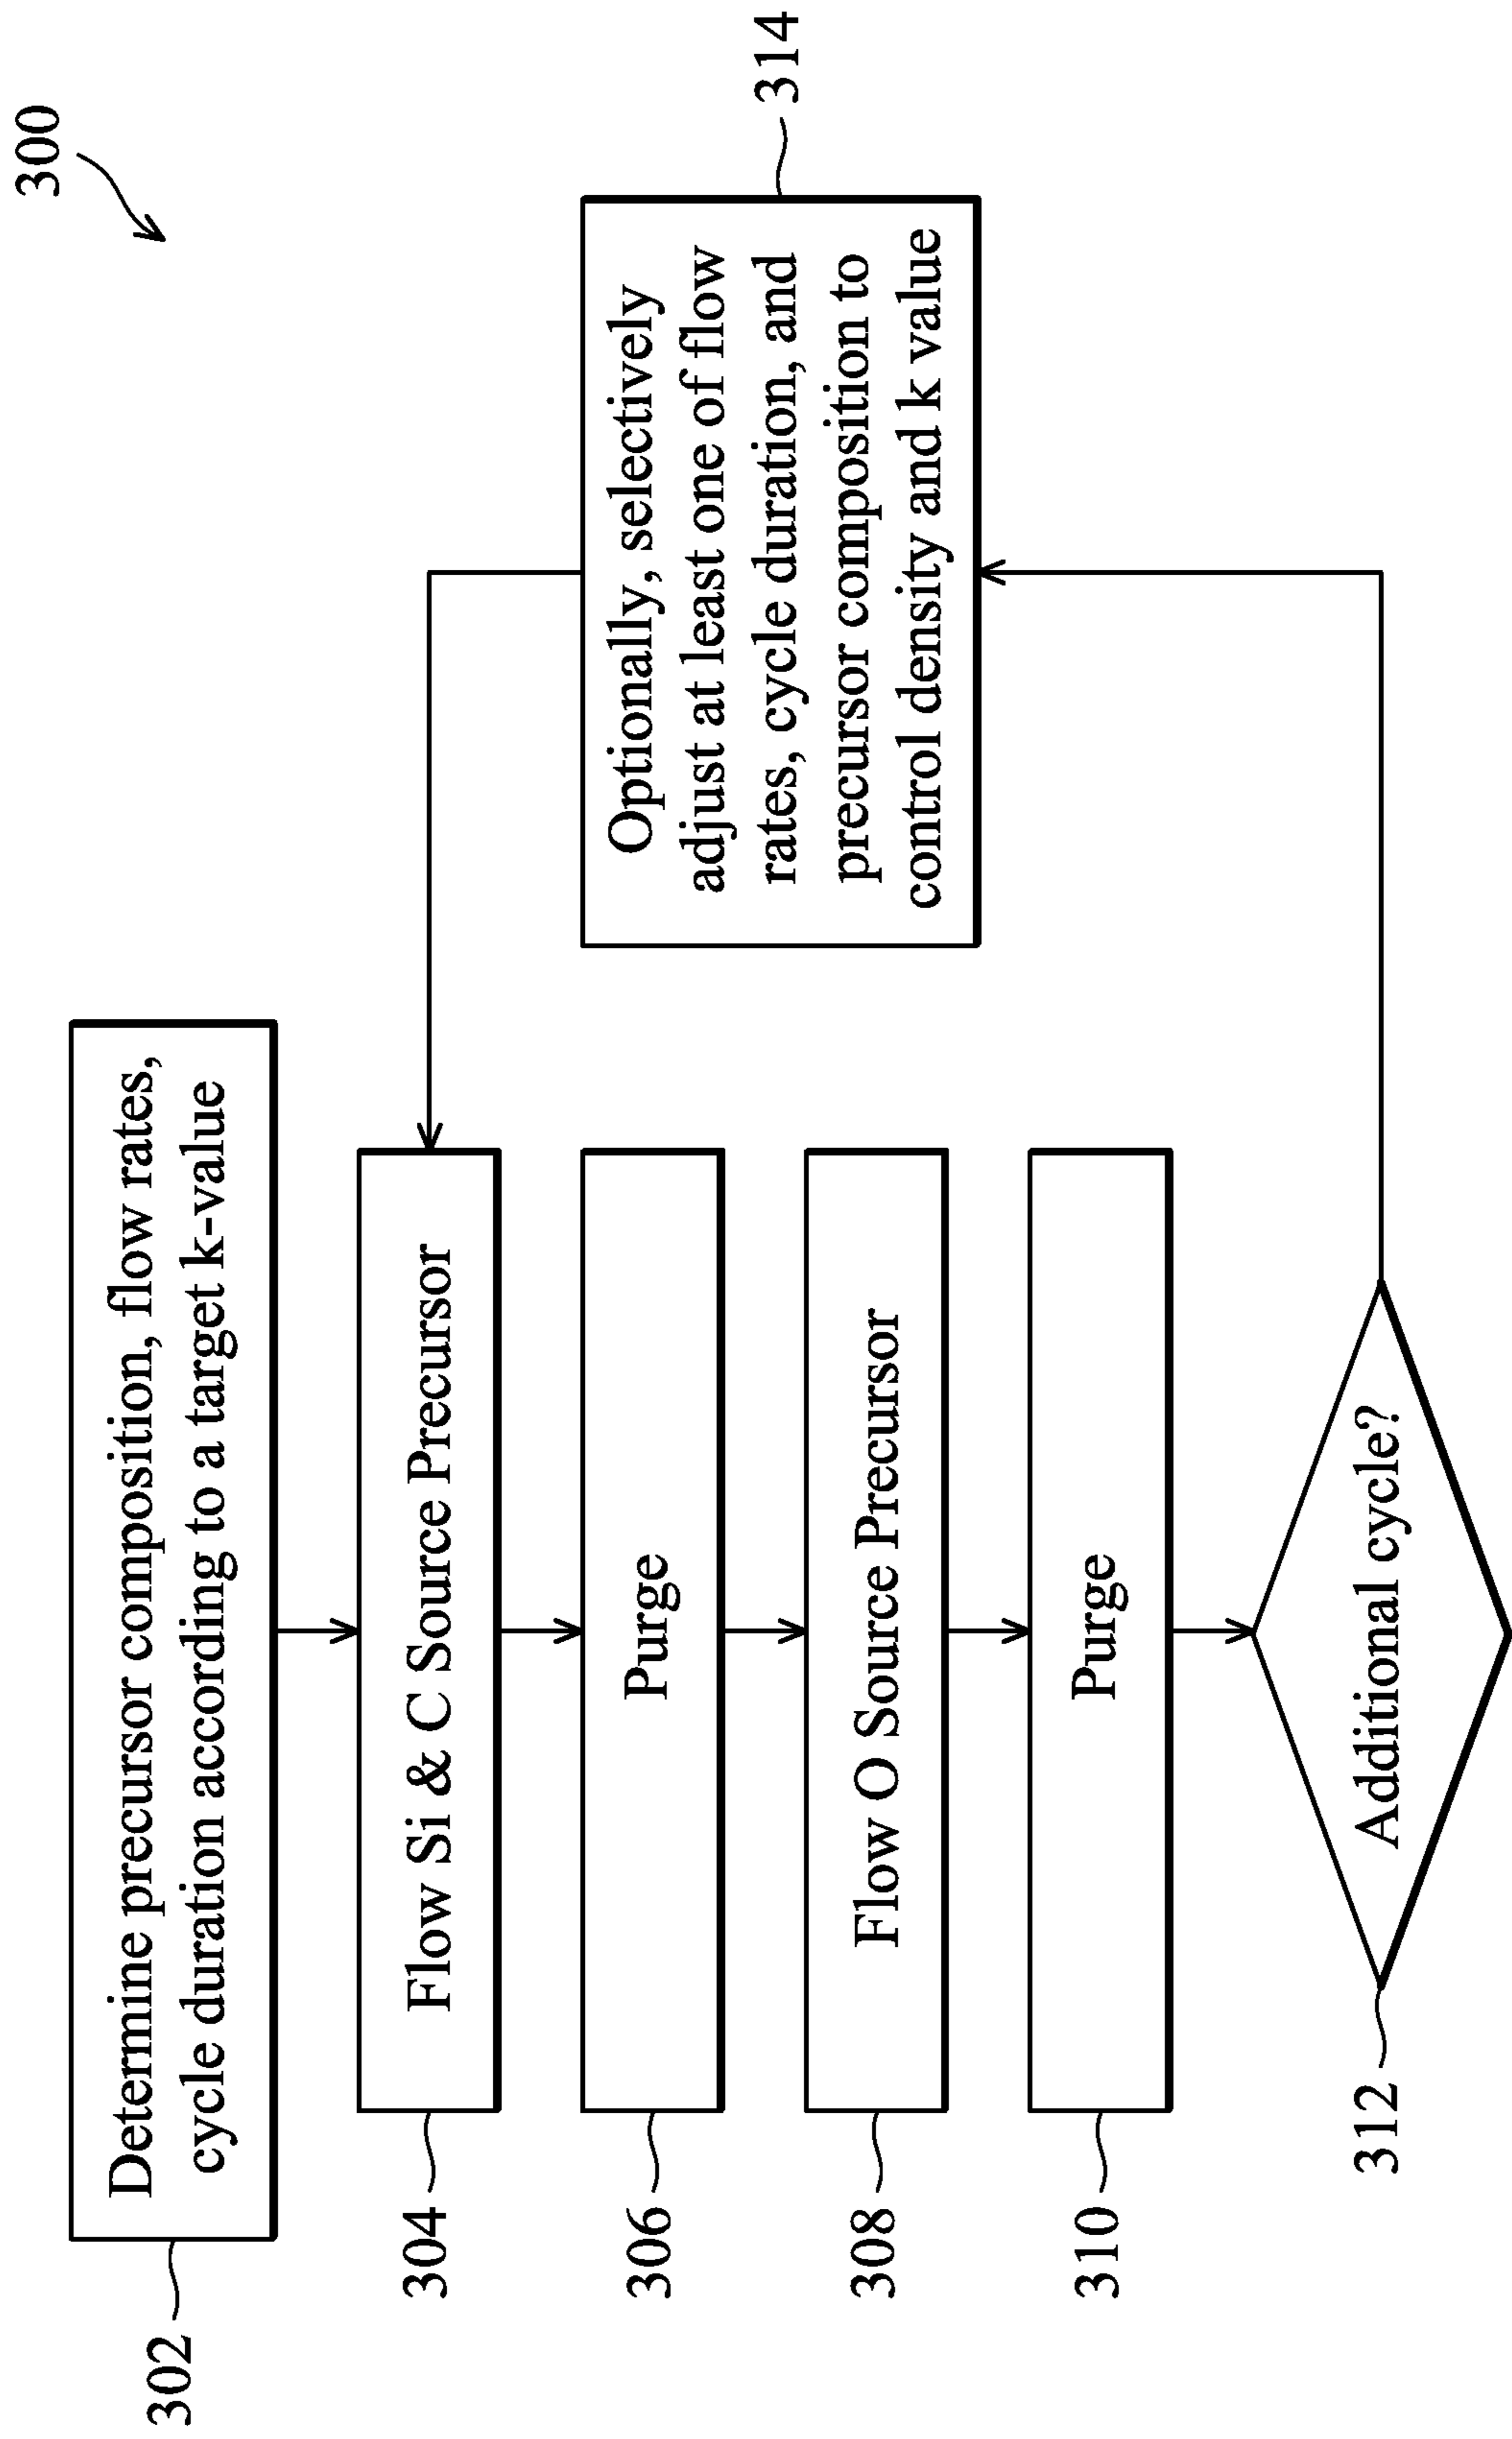 300
302
Determine precursor composition, flow rates,
cycle duration according to a target k-value
304
Flow Si & C Source Precursor
306
Purge
308
Flow O Source Precursor
310
Purge
312
Additional cycle?
314
Optionally, selectively
adjust at least one of flow
rates, cycle duration, and
precursor composition to
control density and k value